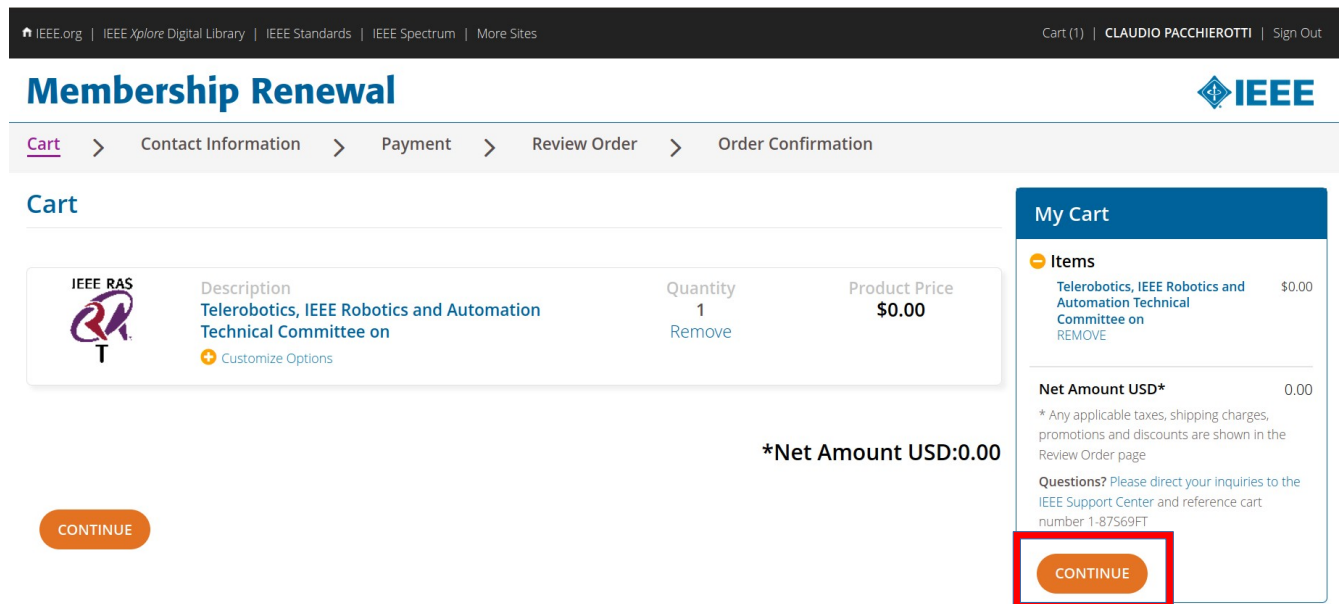 IEEE.org | IEEE Xplore Digital Library | IEEE Standards | IEEE Spectrum | More Sites
Cart (1) | CLAUDIO PACCHIEROTTI | Sign Out
Membership Renewal
IEEE
Cart > Contact Information > Payment > Review Order > Order Confirmation
Cart
IEEE RAS
RA
T
Description
Telerobotics, IEEE Robotics and Automation
Technical Committee on
Customize Options
Quantity
1
Remove
Product Price
$0.00
*Net Amount USD:0.00
CONTINUE
My Cart
Items
Telerobotics, IEEE Robotics and $0.00
Automation Technical
Committee on
REMOVE
Net Amount USD* 0.00
* Any applicable taxes, shipping charges,
promotions and discounts are shown in the
Review Order page
Questions? Please direct your inquiries to the
IEEE Support Center and reference cart
number 1-87S69FT
CONTINUE